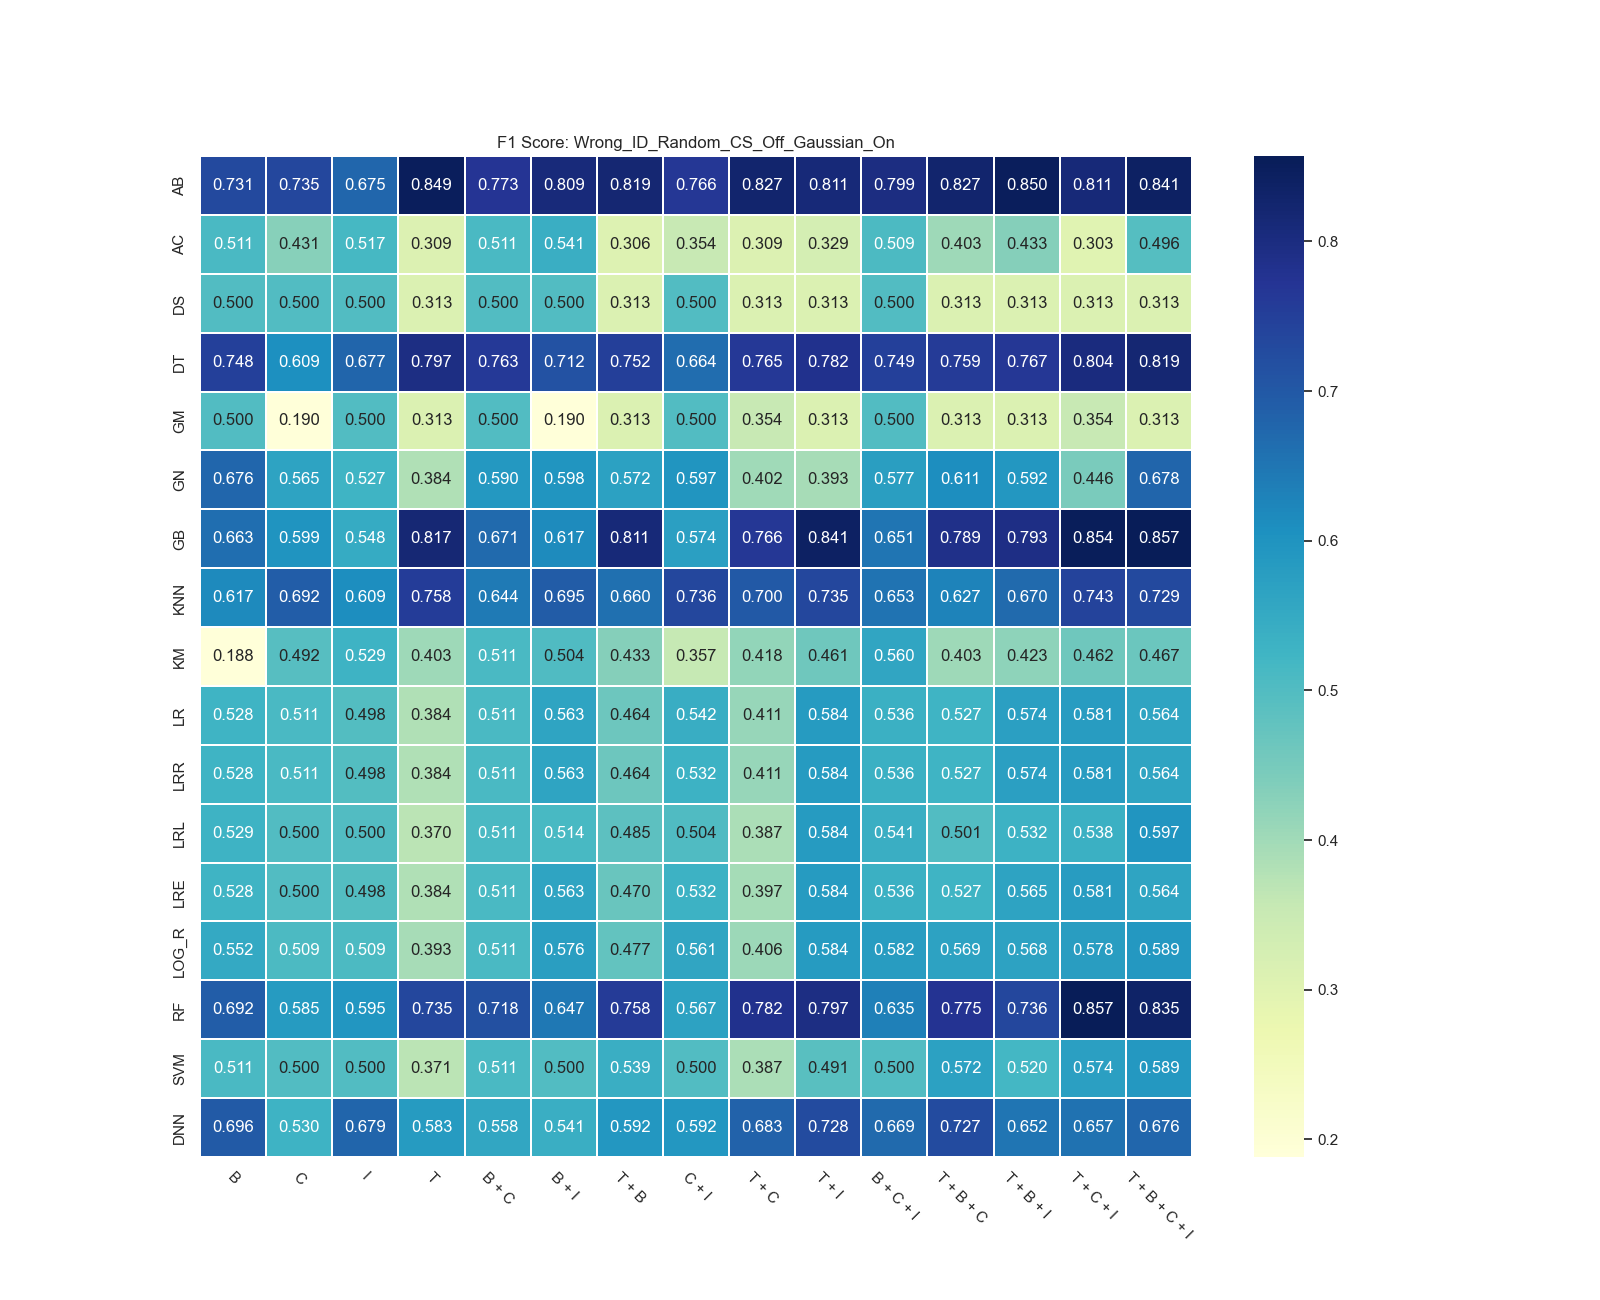 F1 Score: Wrong_ID_Random_CS_Off_Gaussian_On
AB 0.731 0.735 0.675 0.849 0.773 0.809 0.819 0.766 0.827 0.811 0.799 0.827 0.850 0.811 0.841
AC 0.511 0.431 0.517 0.309 0.511 0.541 0.306 0.354 0.309 0.329 0.509 0.403 0.433 0.303 0.496
DS 0.500 0.500 0.500 0.313 0.500 0.500 0.313 0.500 0.313 0.313 0.500 0.313 0.313 0.313 0.313
DT 0.748 0.609 0.677 0.797 0.763 0.712 0.752 0.664 0.765 0.782 0.749 0.759 0.767 0.804 0.819
GM 0.500 0.190 0.500 0.313 0.500 0.190 0.313 0.500 0.354 0.313 0.500 0.313 0.313 0.354 0.313
GN 0.676 0.565 0.527 0.384 0.590 0.598 0.572 0.597 0.402 0.393 0.577 0.611 0.592 0.446 0.678
GB 0.663 0.599 0.548 0.817 0.671 0.617 0.811 0.574 0.766 0.841 0.651 0.789 0.793 0.854 0.857
KNN 0.617 0.692 0.609 0.758 0.644 0.695 0.660 0.736 0.700 0.735 0.653 0.627 0.670 0.743 0.729
KM 0.188 0.492 0.529 0.403 0.511 0.504 0.433 0.357 0.418 0.461 0.560 0.403 0.423 0.462 0.467
LR 0.528 0.511 0.498 0.384 0.511 0.563 0.464 0.542 0.411 0.584 0.536 0.527 0.574 0.581 0.564
LRR 0.528 0.511 0.498 0.384 0.511 0.563 0.464 0.532 0.411 0.584 0.536 0.527 0.574 0.581 0.564
LRL 0.529 0.500 0.500 0.370 0.511 0.514 0.485 0.504 0.387 0.584 0.541 0.501 0.532 0.538 0.597
LRE 0.528 0.500 0.498 0.384 0.511 0.563 0.470 0.532 0.397 0.584 0.536 0.527 0.565 0.581 0.564
LOG_R 0.552 0.509 0.509 0.393 0.511 0.576 0.477 0.561 0.406 0.584 0.582 0.569 0.568 0.578 0.589
RF 0.692 0.585 0.595 0.735 0.718 0.647 0.758 0.567 0.782 0.797 0.635 0.775 0.736 0.857 0.835
SVM 0.511 0.500 0.500 0.371 0.511 0.500 0.539 0.500 0.387 0.491 0.500 0.572 0.520 0.574 0.589
DNN 0.696 0.530 0.679 0.583 0.558 0.541 0.592 0.592 0.683 0.728 0.669 0.727 0.652 0.657 0.676
B C I T B + C B + I T + B C + I T + C T + I B + C + I T + B + C T + B + I T + C + I T + B + C + I
0.8
0.7
0.6
0.5
0.4
0.3
0.2